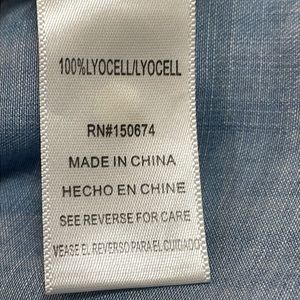 100%LYOCELL/LYOCELL
RN#150674
MADE IN CHINA
HECHO EN CHINE
SEE REVERSE FOR CARE
VEASE EL REVERSO PARA EL CUIDADO